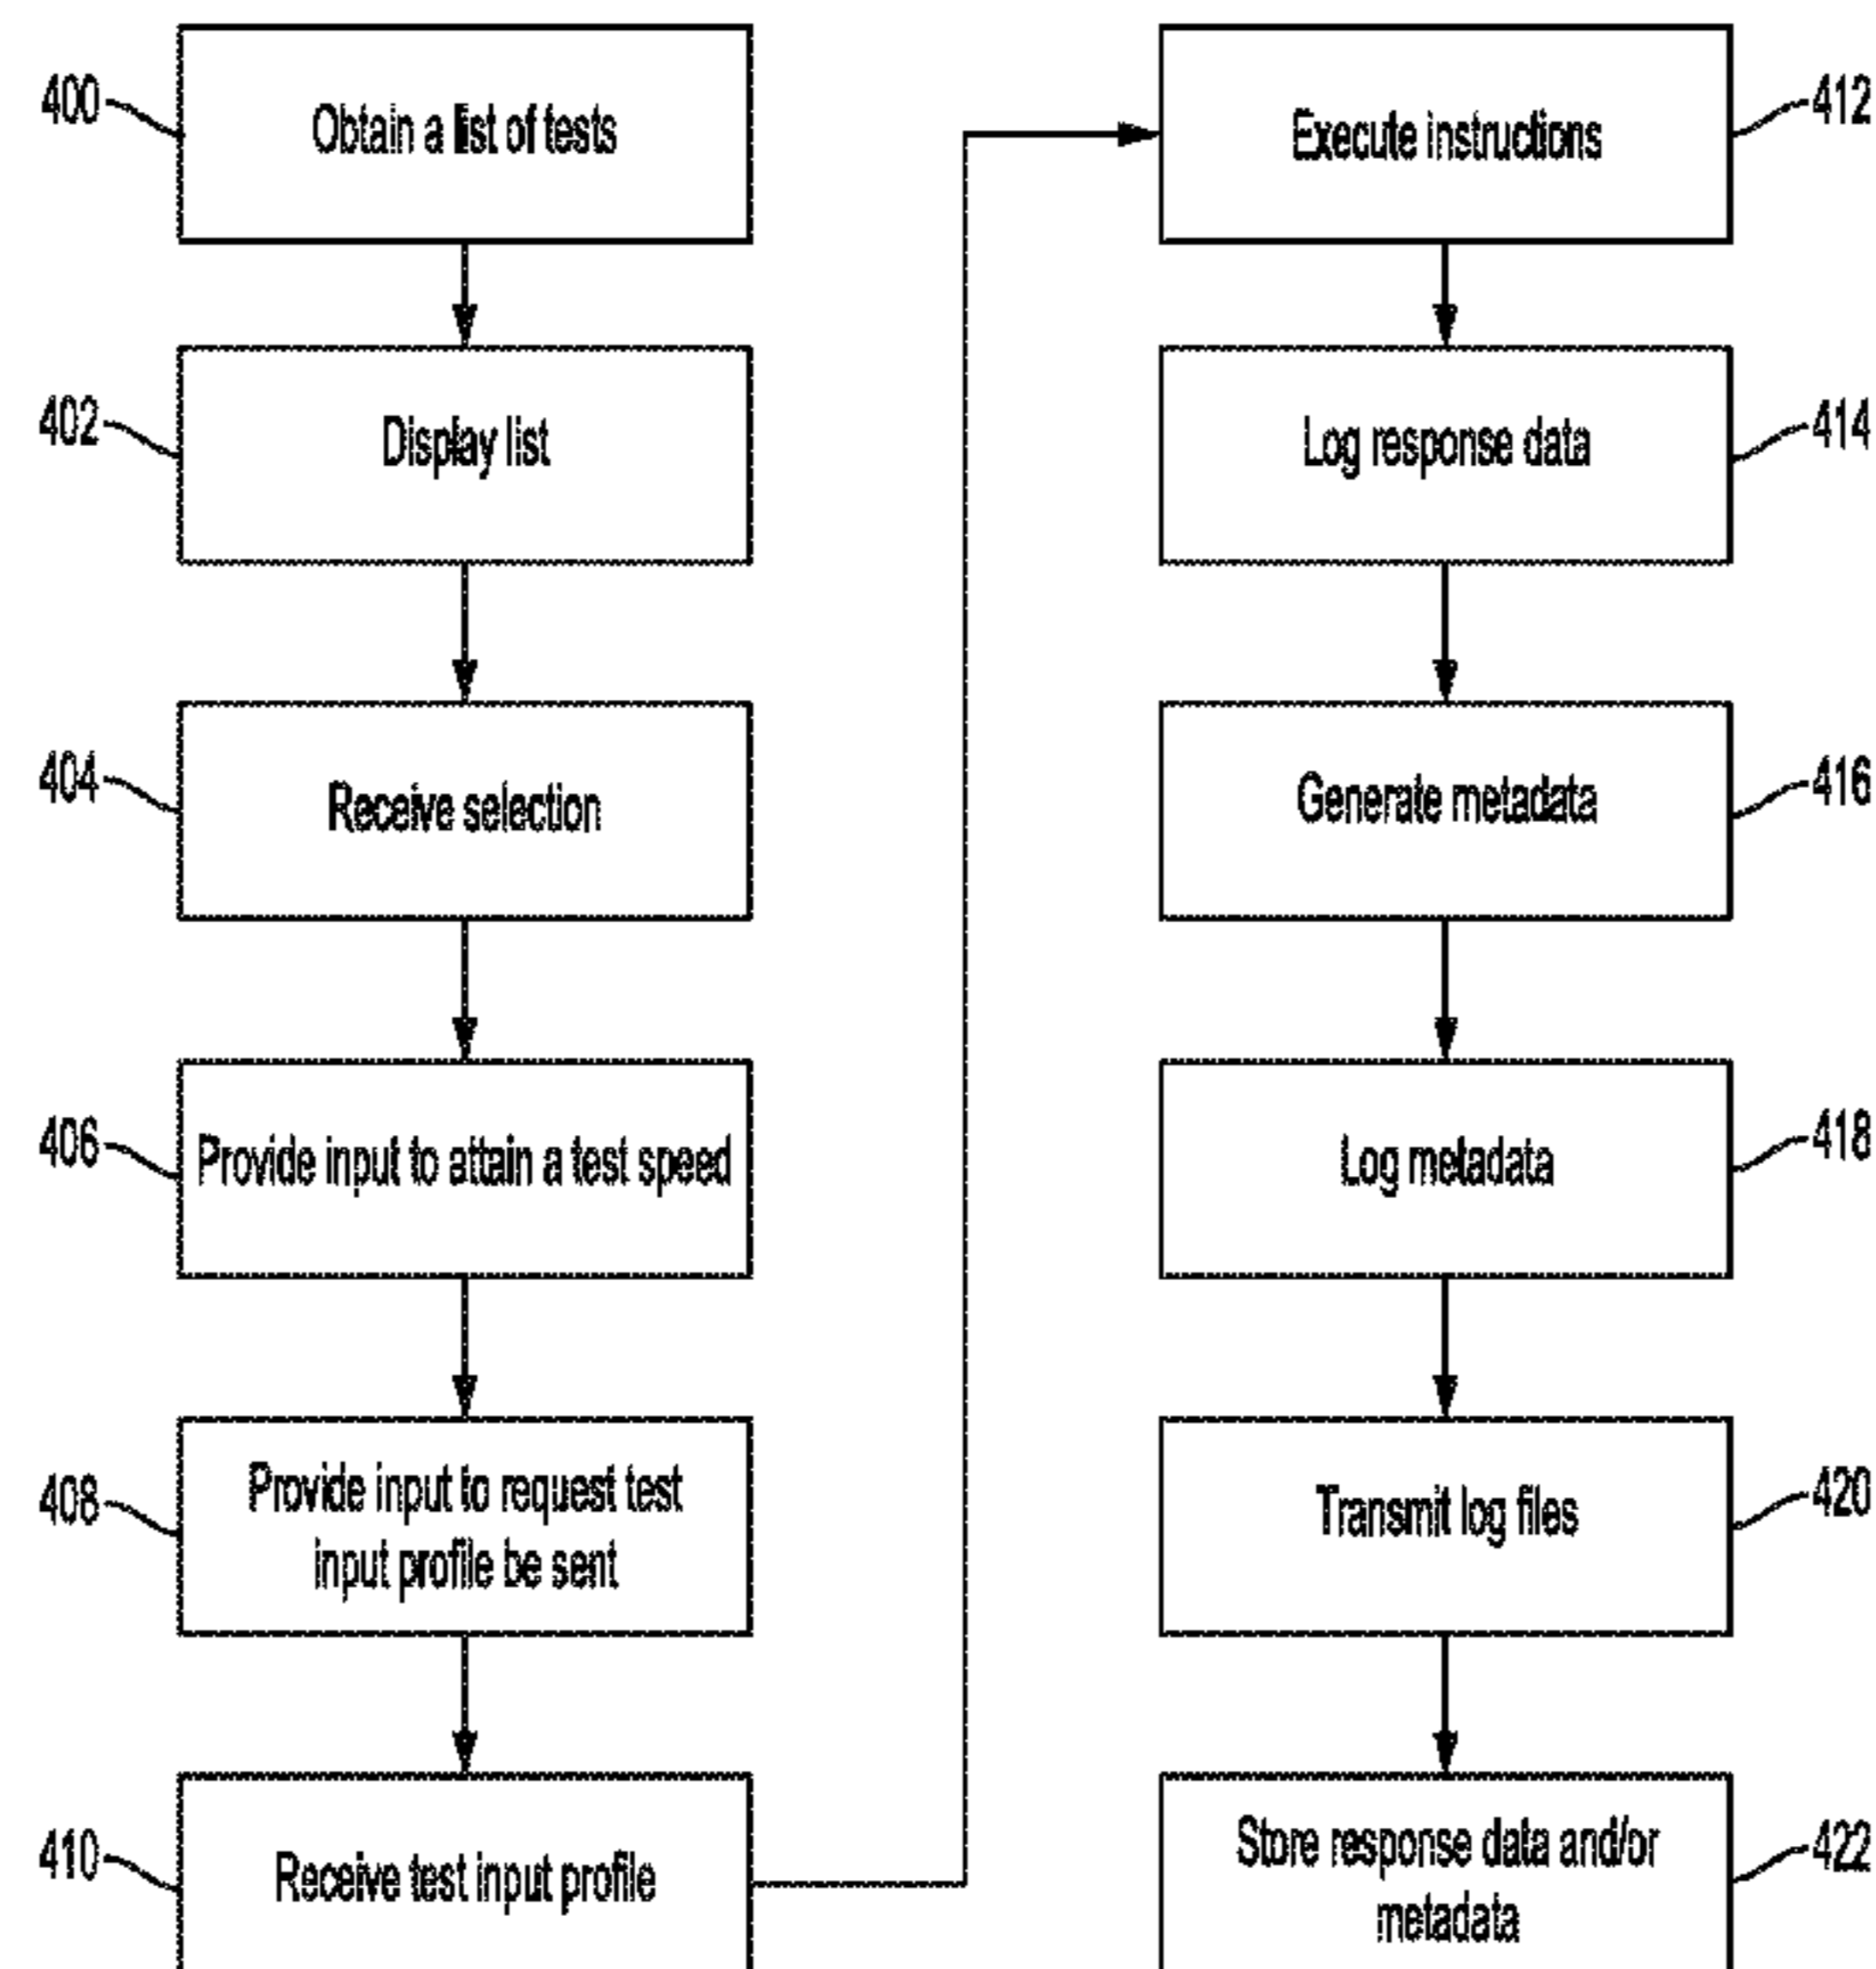 400
Obtain a list of tests
402
Display list
404
Receive selection
406
Provide input to attain a test speed
408
Provide input to request test
input profile be sent
410
Receive test input profile
412
Execute instructions
414
Log response data
416
Generate metadata
418
Log metadata
420
Transmit log files
422
Store response data and/or
metadata